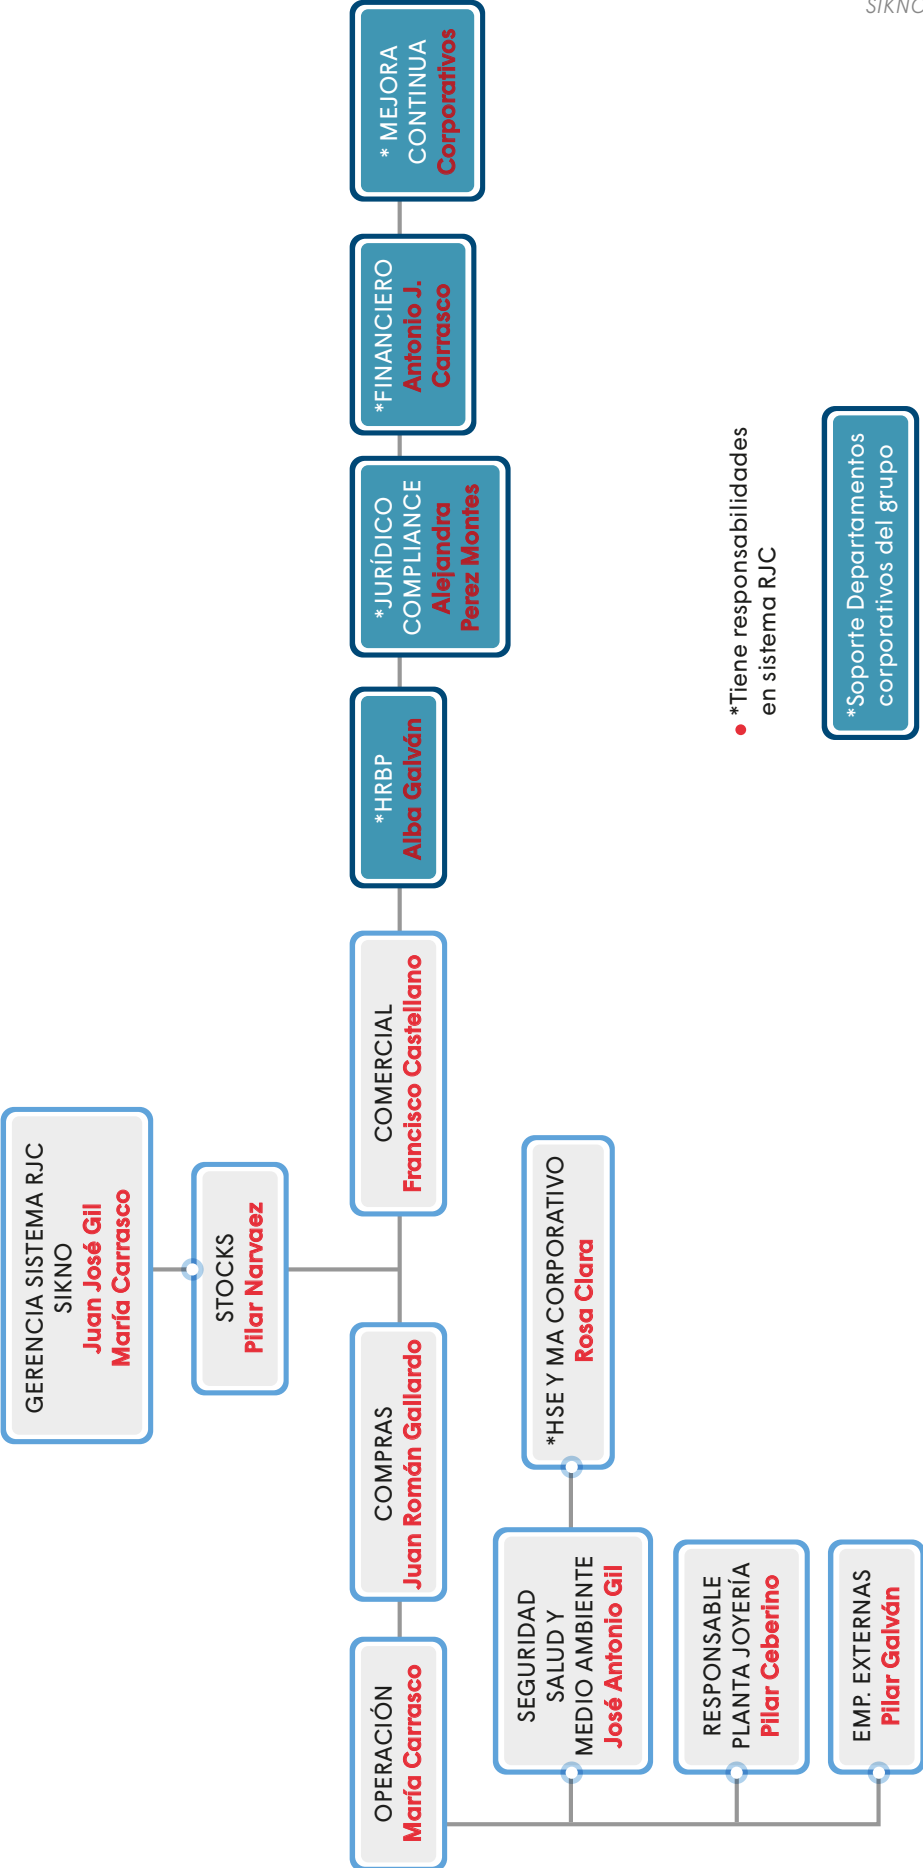 SIKNO
GERENCIA SISTEMA RJC
SIKNO
Juan José Gil
María Carrasco
STOCKS
Pilar Narvaez
OPERACIÓN
María Carrasco
COMPRAS
Juan Román Gallardo
COMERCIAL
Francisco Castellano
*HRBP
Alba Galván
*JURÍDICO
COMPLIANCE
Alejandra
Perez Montes
*FINANCIERO
Antonio J.
Carrasco
* MEJORA
CONTINUA
Corporativos
SEGURIDAD
SALUD Y
MEDIO AMBIENTE
José Antonio Gil
*HSE Y MA CORPORATIVO
Rosa Clara
RESPONSABLE
PLANTA JOYERÍA
Pilar Ceberino
EMP. EXTERNAS
Pilar Galván
• *Tiene responsabilidades
en sistema RJC
*Soporte Departamentos
corporativos del grupo